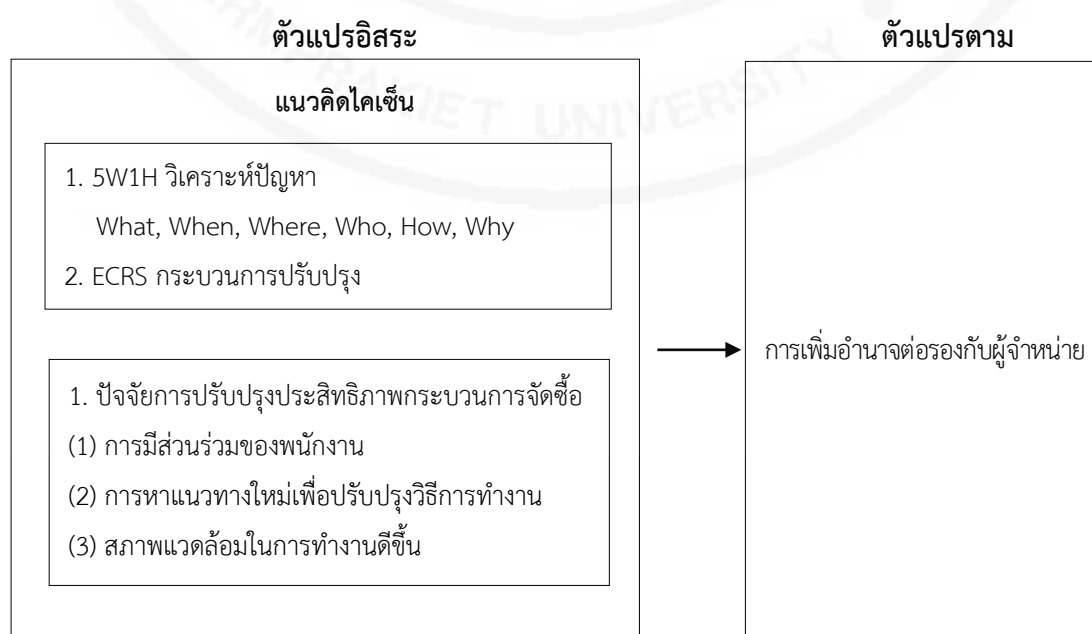 ตัวแปรอิสระ
ตัวแปรตาม
แนวคิดไคเซ็น
1. 5W1H วิเคราะห์ปัญหา
What, When, Where, Who, How, Why
2. ECRS กระบวนการปรับปรุง
1. ปัจจัยการปรับปรุงประสิทธิภาพกระบวนการจัดซื้อ
(1) การมีส่วนร่วมของพนักงาน
(2) การหาแนวทางใหม่เพื่อปรับปรุงวิธีการทำงาน
(3) สภาพแวดล้อมในการทำงานดีขึ้น
การเพิ่มอำนาจต่อรองกับผู้จำหน่าย
UNIVERSITY